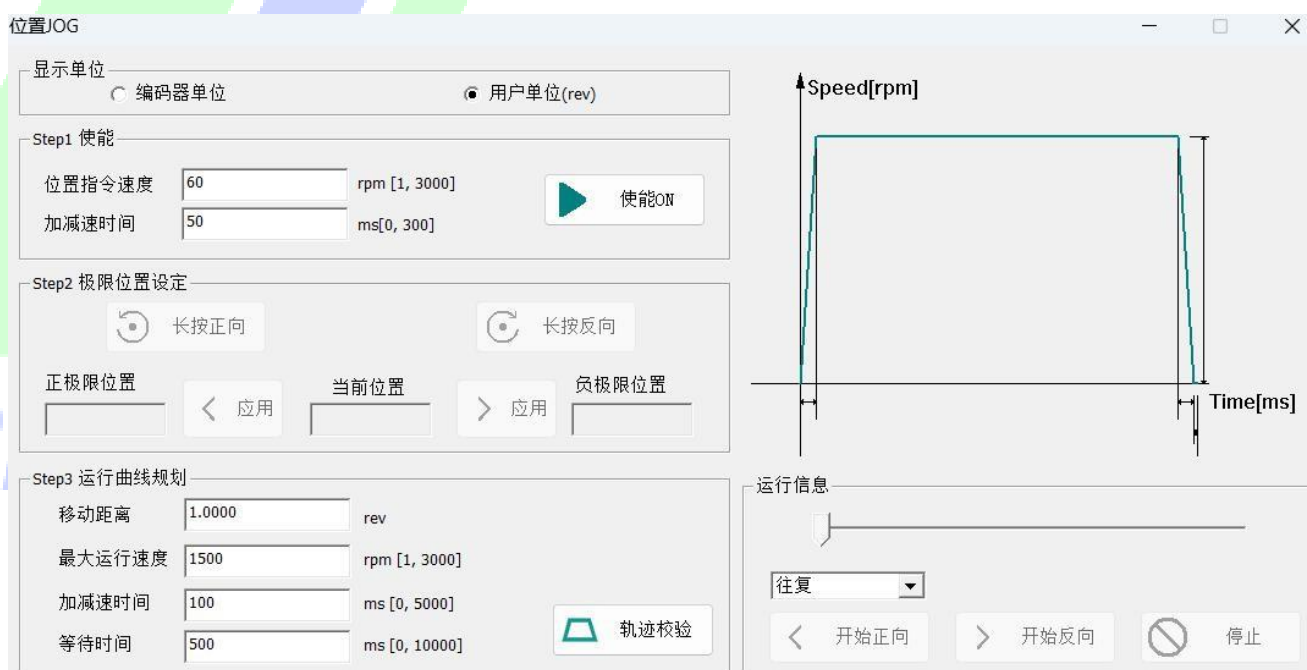 位置JOG
显示单位
编码器单位
用户单位(rev)
Step1 使能
位置指令速度 60 rpm [1, 3000]
加减速时间 50 ms[0, 300]
使能ON
Step2 极限位置设定
长按正向
长按反向
正极限位置
应用
当前位置
应用
负极限位置
Step3 运行曲线规划
移动距离 1.0000 rev
最大运行速度 1500 rpm [1, 3000]
加减速时间 100 ms [0, 5000]
等待时间 500 ms [0, 10000]
轨迹校验
Speed[rpm]
Time[ms]
运行信息
往复
开始正向
开始反向
停止